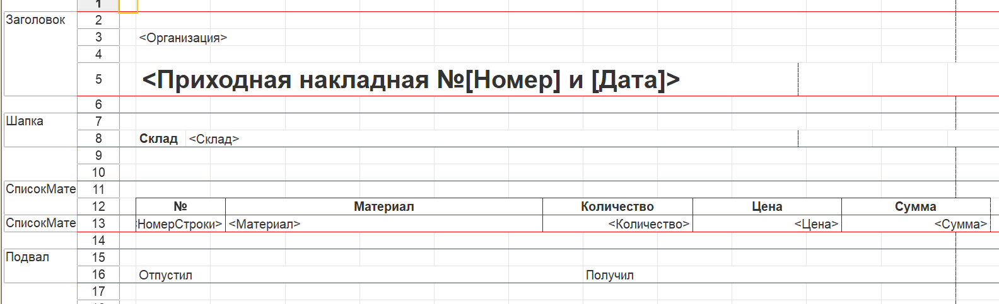 1
Заголовок 2
3 <Организация>
4
5 <Приходная накладная №[Номер] и [Дата]>
6
Шапка 7
8 Склад <Склад>
9
10
СписокМате 11
12 № Материал Количество Цена Сумма
СписокМате 13 НомерСтроки> <Материал> <Количество> <Цена> <Сумма>
14
Подвал 15
16 Отпустил Получил
17